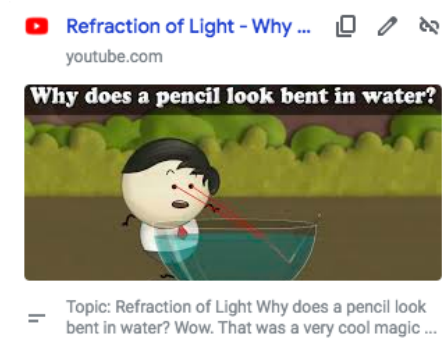 Refraction of Light - Why ...
youtube.com
Why does a pencil look bent in water?
Topic: Refraction of Light Why does a pencil look
bent in water? Wow. That was a very cool magic ...